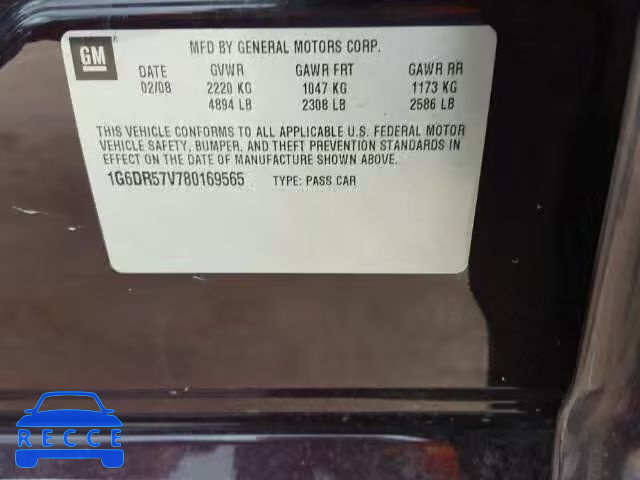 GM
MFD BY GENERAL MOTORS CORP.
DATE GVWR GAWR FRT GAWR RR
02/08 2220 KG 1047 KG 1173 KG
4894 LB 2308 LB 2586 LB
THIS VEHICLE CONFORMS TO ALL APPLICABLE U.S. FEDERAL MOTOR
VEHICLE SAFETY, BUMPER, AND THEFT PREVENTION STANDARDS IN
EFFECT ON THE DATE OF MANUFACTURE SHOWN ABOVE.
1G6DR57V780169565 TYPE: PASS CAR
RECCE